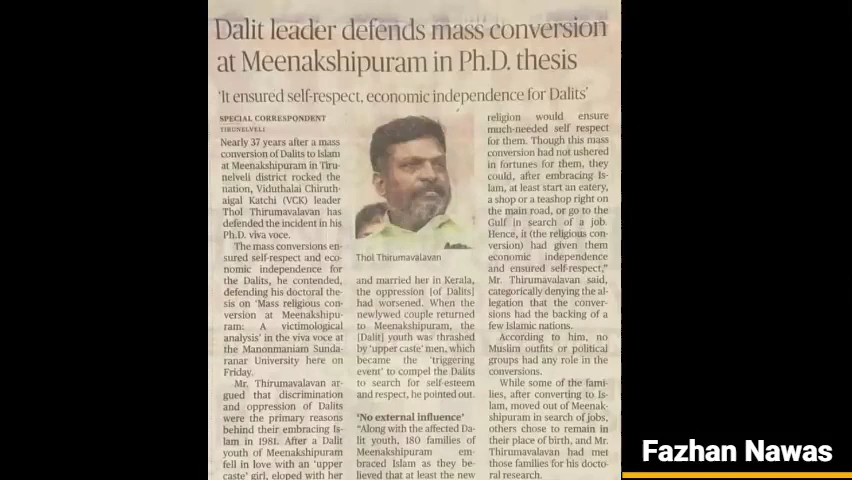 Dalit leader defends mass conversion
at Meenakshipuram in Ph.D. thesis
'It ensured self-respect, economic independence for Dalits'
SPECIAL CORRESPONDENT
TIRUNELVELI
Nearly 37 years after a mass
conversion of Dalits to Islam
at Meenakshipuram in Tiru-
nelveli district rocked the
nation, Viduthalai Chiruth-
aigal Katchi (VCK) leader
Thol Thirumavalavan has
defended the incident in his
Ph.D. viva voce.
The mass conversions en-
sured self-respect and eco-
nomic independence for
the Dalits, he contended,
defending his doctoral the-
sis on 'Mass religious con-
version at Meenakshipu-
ram: A victimological
analysis' in the viva voce at
the Manonmaniam Sunda-
ranar University here on
Friday.
Mr. Thirumavalavan ar-
gued that discrimination
and oppression of Dalits
were the primary reasons
behind their embracing Is-
lam in 1981. After a Dalit
youth of Meenakshipuram
fell in love with an 'upper
caste' girl, eloped with her
Thol Thirumavalavan
and married her in Kerala,
the oppression [of Dalits]
had worsened. When the
newlywed couple returned
to Meenakshipuram, the
[Dalit] youth was thrashed
by 'upper caste' men, which
became the 'triggering
event' to compel the Dalits
to search for self-esteem
and respect, he pointed out.
'No external influence'
"Along with the affected Da-
lit youth, 180 families of
Meenakshipuram em-
braced Islam as they be-
lieved that at least the new
religion would ensure
much-needed self respect
for them. Though this mass
conversion had not ushered
in fortunes for them, they
could, after embracing Is-
lam, at least start an eatery,
a shop or a teashop right on
the main road, or go to the
Gulf in search of a job.
Hence, it (the religious con-
version) had given them
economic independence
and ensured self-respect,"
Mr. Thirumavalavan said,
categorically denying the al-
legation that the conver-
sions had the backing of a
few Islamic nations.
According to him, no
Muslim outfits or political
groups had any role in the
conversions.
While some of the fami-
lies, after converting to Is-
lam, moved out of Meenak-
shipuram in search of jobs,
others chose to remain in
their place of birth, and Mr.
Thirumavalavan had met
those families for his docto-
ral research.
Fazhan Nawas